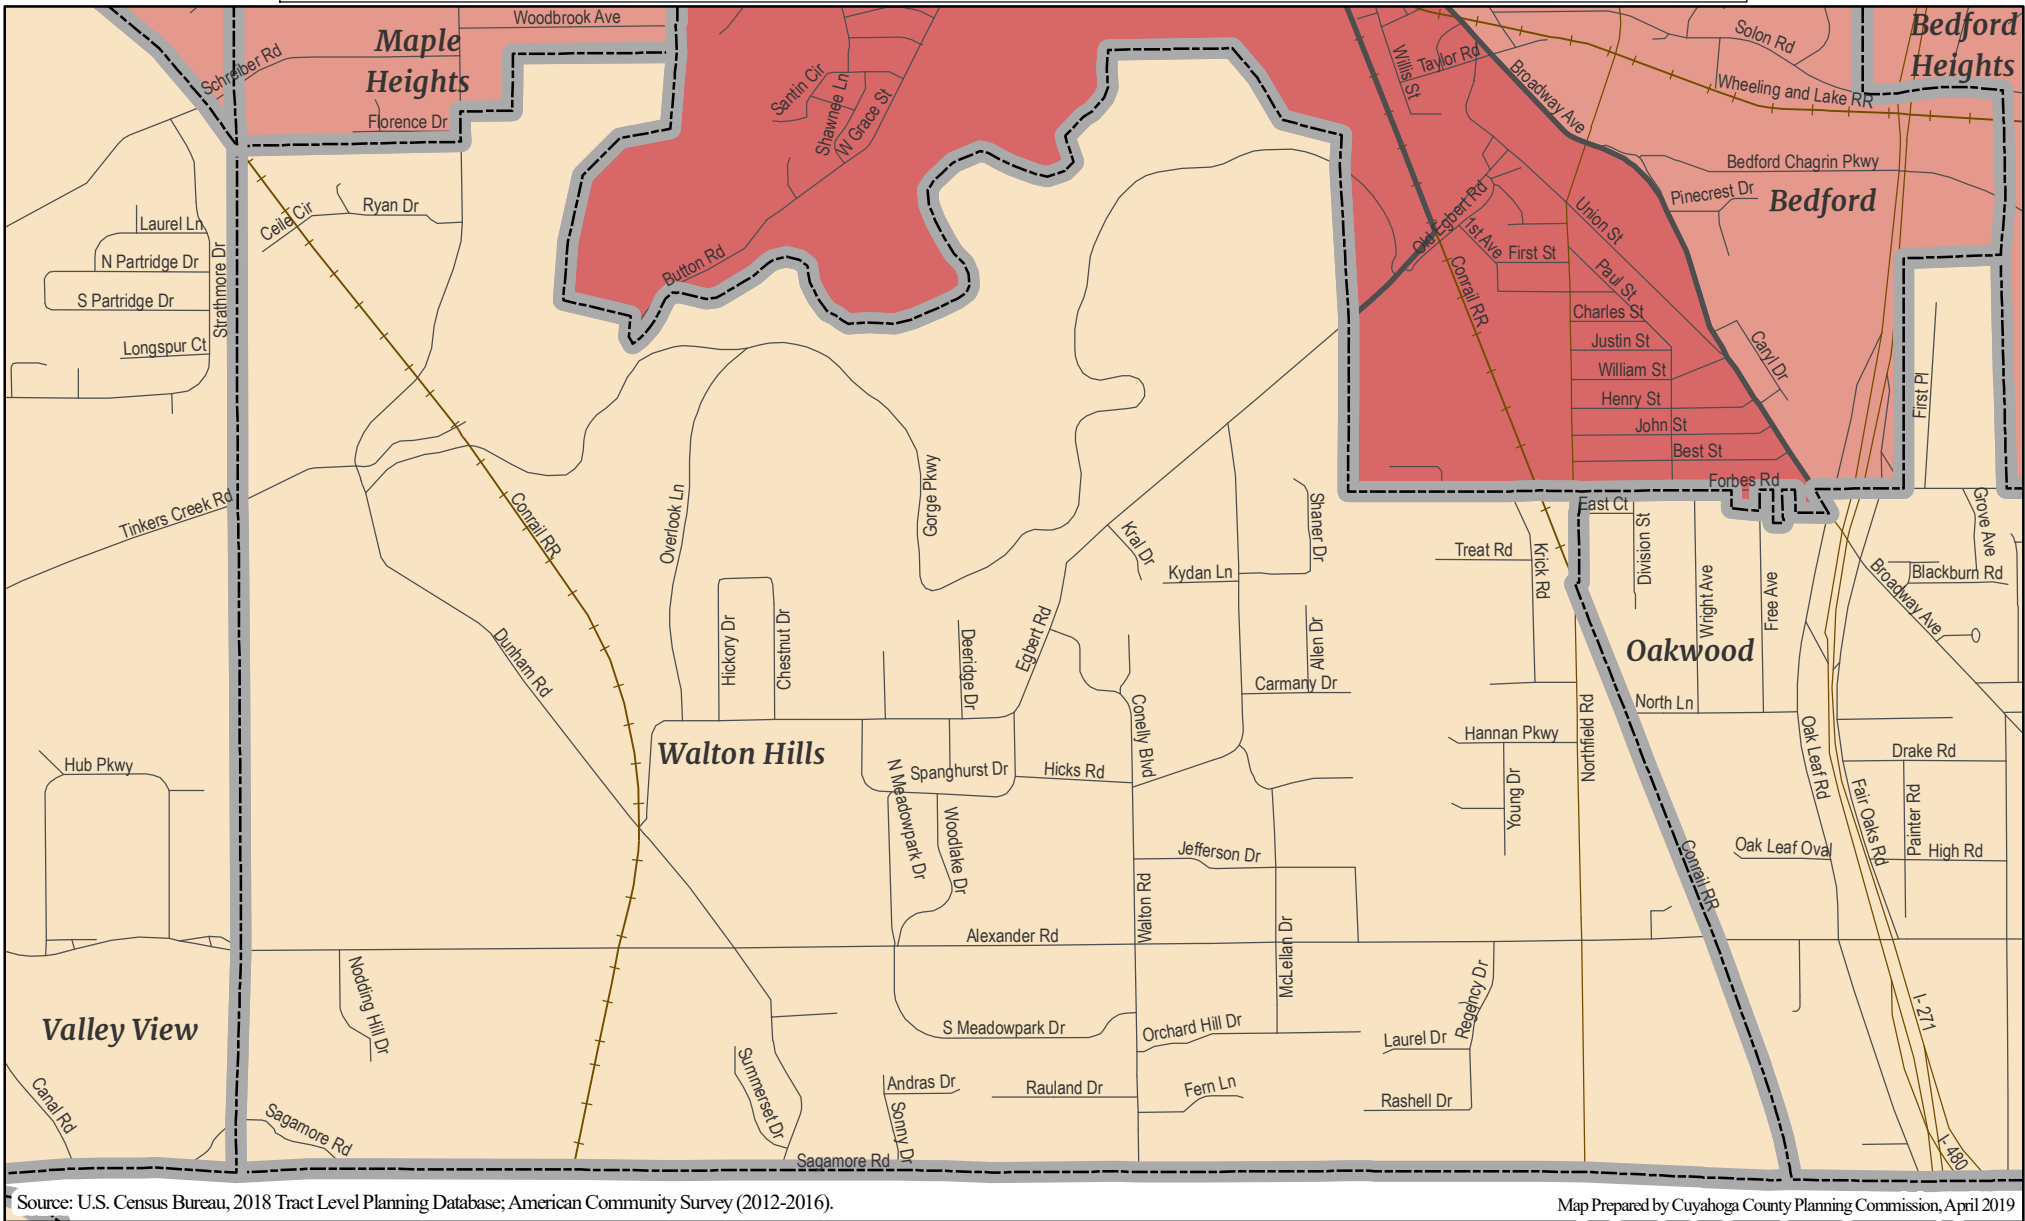 Woodbrook Ave
Maple
Heights
Schreiber Rd
Florence Dr
Santin Cir
Shawnee Ln
W Grace St
Willis St
Taylor Rd
Broadway Ave
Solon Rd
Bedford
Heights
Wheeling and Lake RR
Bedford Chagrin Pkwy
Pinecrest Dr
Bedford
Laurel Ln
N Partridge Dr
S Partridge Dr
Longspur Ct
Strathmore Dr
Ceile Cir
Ryan Dr
Button Rd
Old Egbert Rd
1st Ave
First St
Union St
Paul St
Conrail RR
Charles St
Justin St
William St
Henry St
John St
Best St
Caryl Dr
First Pl
Forbes Rd
Tinkers Creek Rd
Conrail RR
Overlook Ln
Gorge Pkwy
Kral Dr
Kydan Ln
Shaner Dr
Treat Rd
Krick Rd
East Ct
Division St
Wright Ave
Free Ave
Grove Ave
Blackburn Rd
Broadway Ave
Dunham Rd
Hickory Dr
Chestnut Dr
Deeridge Dr
Egbert Rd
Allen Dr
Carmany Dr
Oakwood
North Ln
Walton Hills
Conelly Blvd
Hannan Pkwy
Northfield Rd
Oak Leaf Rd
Drake Rd
Hub Pkwy
N Meadowpark Dr
Spanghurst Dr
Hicks Rd
Woodlake Dr
Young Dr
Fair Oaks Rd
Painter Rd
Jefferson Dr
Conrail RR
Oak Leaf Oval
High Rd
Walton Rd
Alexander Rd
McLellan Dr
Nodding Hill Dr
Regency Dr
I-271
Valley View
S Meadowpark Dr
Orchard Hill Dr
Laurel Dr
Canal Rd
Sagamore Rd
Summerset Dr
Andras Dr
Sonny Dr
Rauland Dr
Fern Ln
Rashell Dr
I-480
Sagamore Rd
Source: U.S. Census Bureau, 2018 Tract Level Planning Database; American Community Survey (2012-2016).
Map Prepared by Cuyahoga County Planning Commission, April 2019